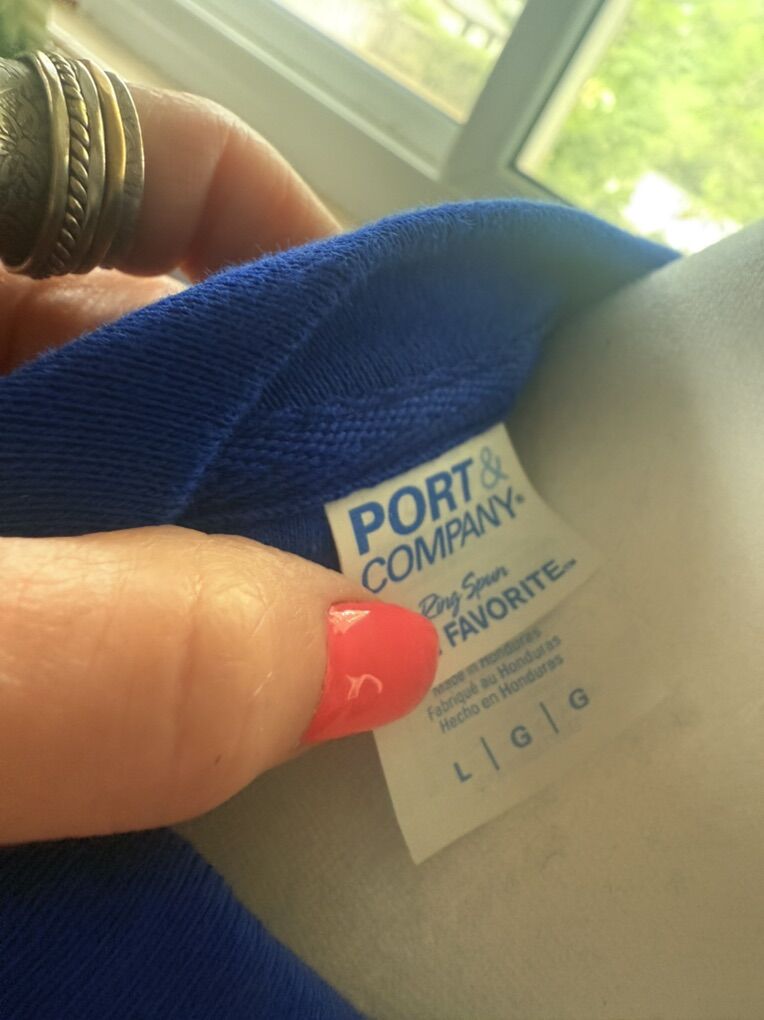 PORT &
COMPANY®
Ring Spun
FAVORITE
Made in Honduras
Fabriqué au Honduras
Hecho en Honduras
L | G | G